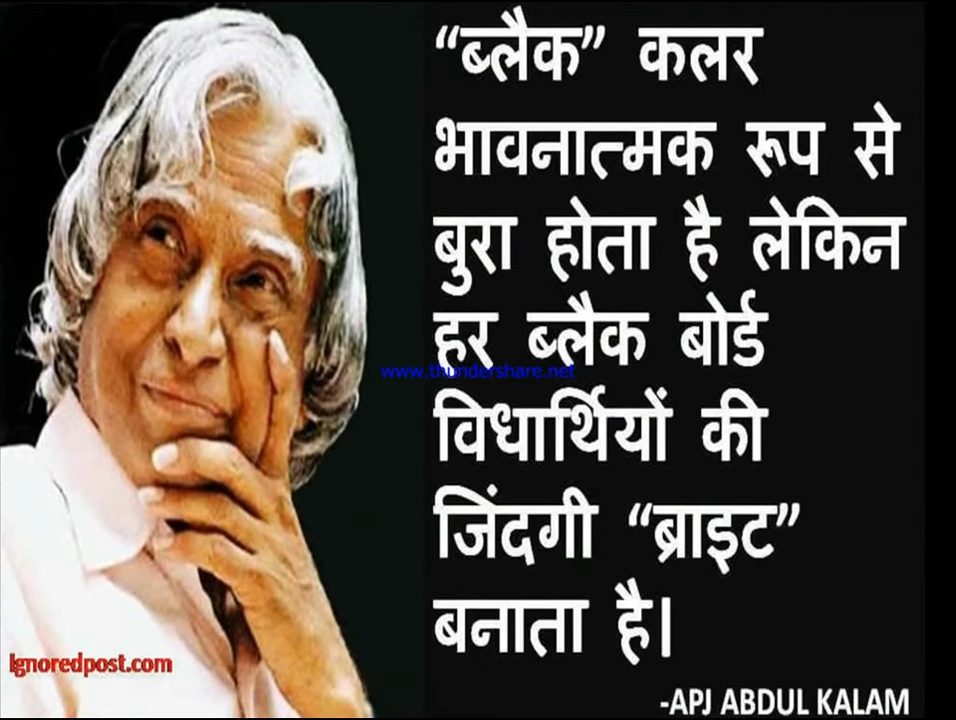 “ब्लैक” कलर
भावनात्मक रूप से
बुरा होता है लेकिन
हर ब्लैक बोर्ड
www.thundershare.net
विधार्थियों की
जिंदगी “ब्राइट”
बनाता है।
Ignoredpost.com
-APJ ABDUL KALAM